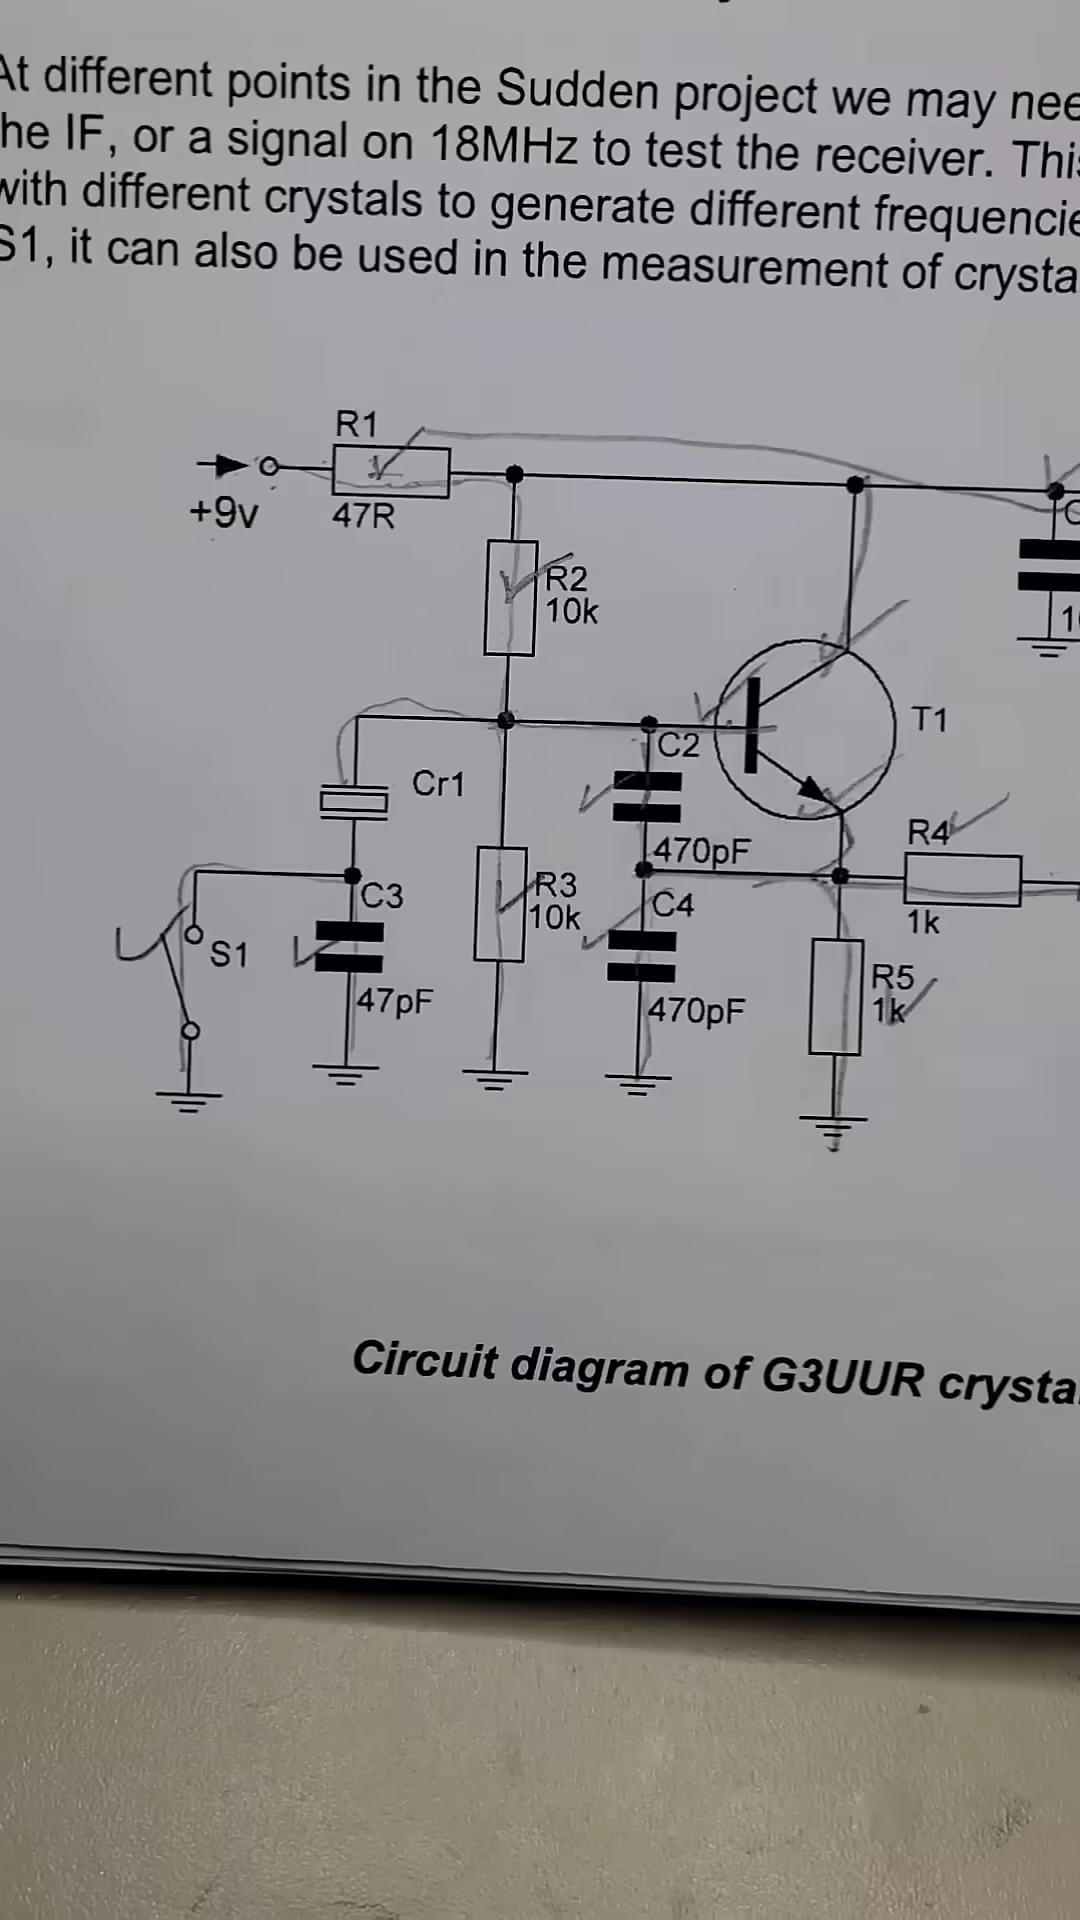 At different points in the Sudden project we may nee
he IF, or a signal on 18MHz to test the receiver. This
with different crystals to generate different frequencie
S1, it can also be used in the measurement of crysta
R1
+9v
47R
R2
10k
C
1
T1
C2
Cr1
470pF
R4
R3
10k
C3
C4
1k
S1
R5
1k
47pF
470pF
Circuit diagram of G3UUR crysta